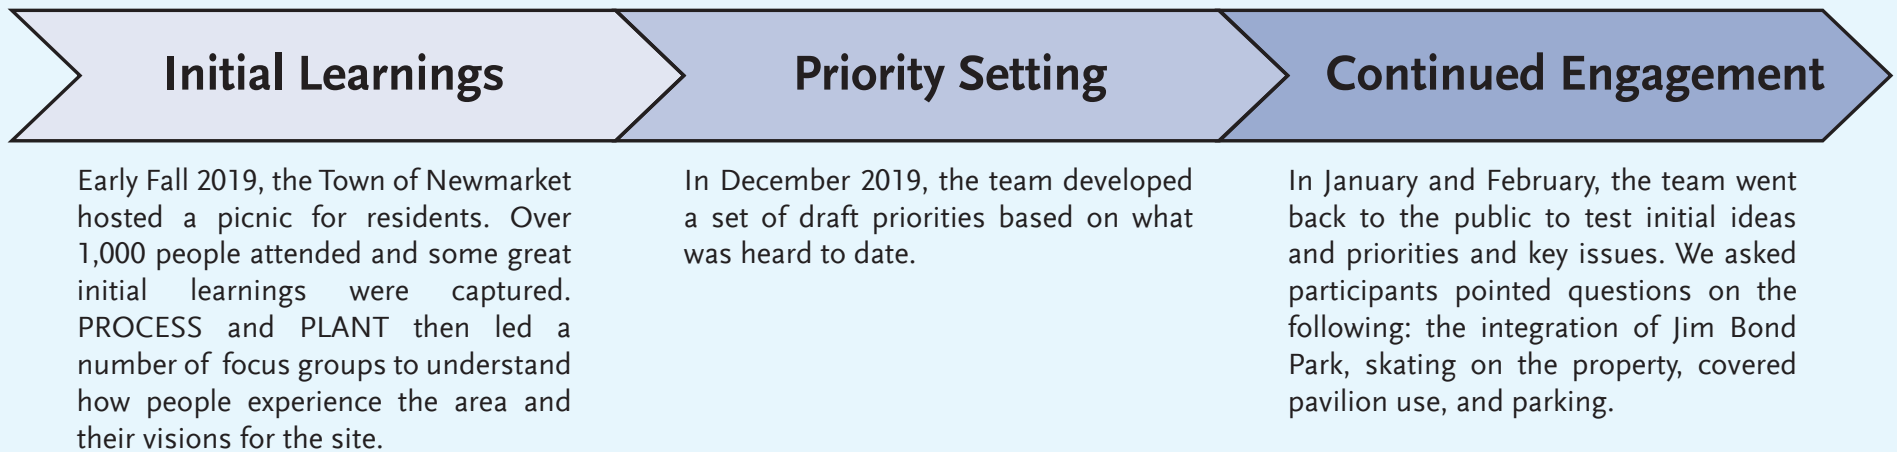 Initial Learnings
Early Fall 2019, the Town of Newmarket
hosted a picnic for residents. Over
1,000 people attended and some great
initial learnings were captured.
PROCESS and PLANT then led a
number of focus groups to understand
how people experience the area and
their visions for the site.
Priority Setting
In December 2019, the team developed
a set of draft priorities based on what
was heard to date.
Continued Engagement
In January and February, the team went
back to the public to test initial ideas
and priorities and key issues. We asked
participants pointed questions on the
following: the integration of Jim Bond
Park, skating on the property, covered
pavilion use, and parking.